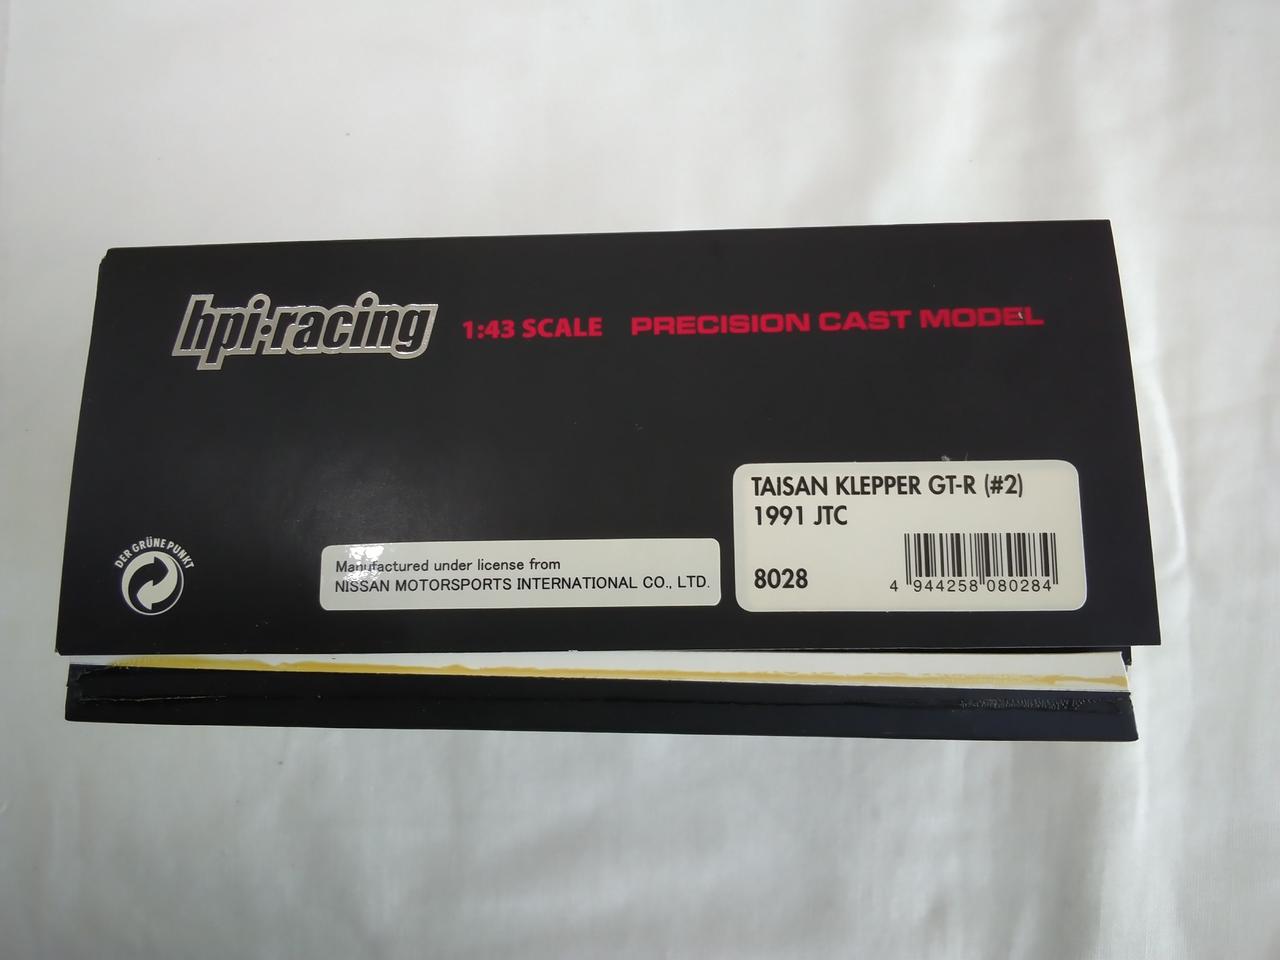 hpi·racing
1:43 SCALE PRECISION CAST MODEL
TAISAN KLEPPER GT-R (#2)
1991 JTC
8028
4 944258 080284
DER GRÜNE PUNKT
Manufactured under license from
NISSAN MOTORSPORTS INTERNATIONAL CO., LTD.